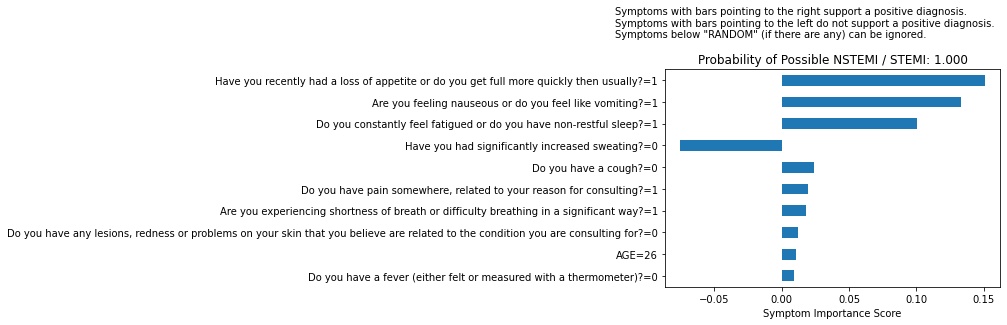 Symptoms with bars pointing to the right support a positive diagnosis.
Symptoms with bars pointing to the left do not support a positive diagnosis.
Symptoms below "RANDOM" (if there are any) can be ignored.
Probability of Possible NSTEMI / STEMI: 1.000
Have you recently had a loss of appetite or do you get full more quickly then usually?=1
Are you feeling nauseous or do you feel like vomiting?=1
Do you constantly feel fatigued or do you have non-restful sleep?=1
Have you had significantly increased sweating?=0
Do you have a cough?=0
Do you have pain somewhere, related to your reason for consulting?=1
Are you experiencing shortness of breath or difficulty breathing in a significant way?=1
Do you have any lesions, redness or problems on your skin that you believe are related to the condition you are consulting for?=0
AGE=26
Do you have a fever (either felt or measured with a thermometer)?=0
−0.05 0.00 0.05 0.10 0.15
Symptom Importance Score